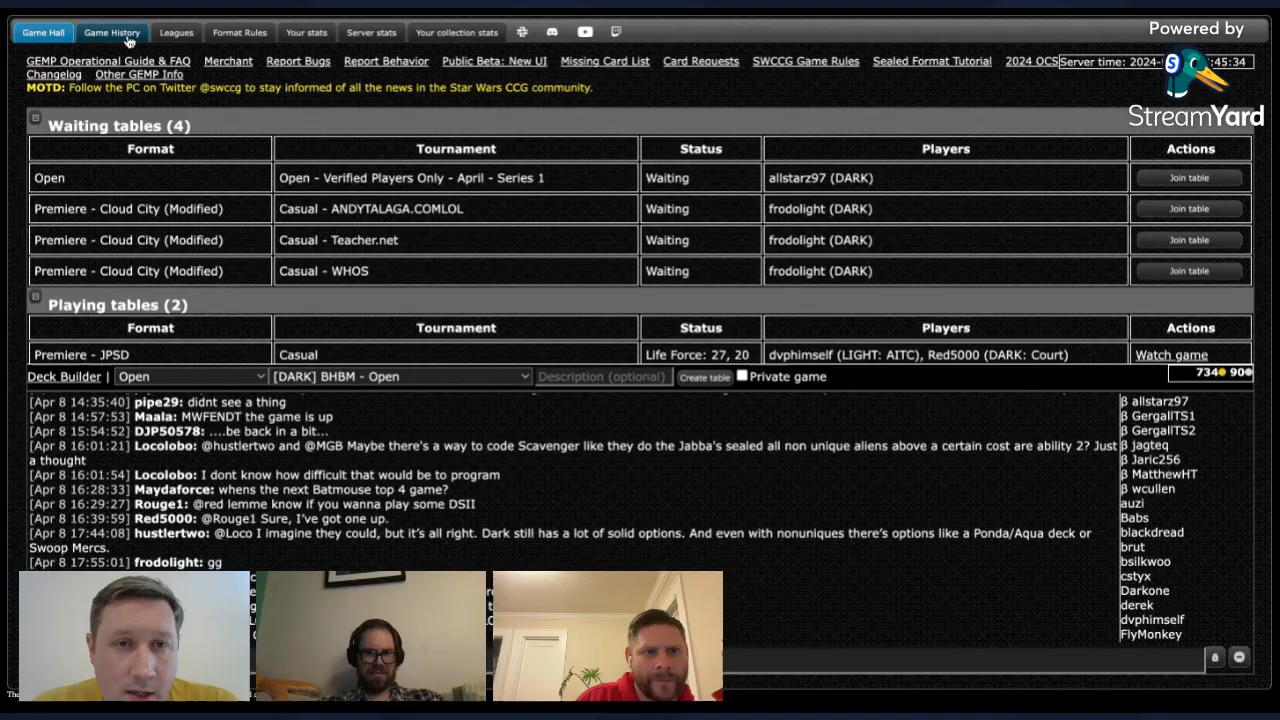 Game Hall Game History Leagues Format Rules Your stats Server stats Your collection stats
Powered by
StreamYard
GEMP Operational Guide & FAQ Merchant Report Bugs Report Behavior Public Beta: New UI Missing Card List Card Requests SWCCG Game Rules Sealed Format Tutorial 2024 OCS Server time: 2024- :45:34
Changelog Other GEMP Info
MOTD: Follow the PC on Twitter @swccg to stay informed of all the news in the Star Wars CCG community.
Waiting tables (4)
Format Tournament Status Players Actions
Open Open - Verified Players Only - April - Series 1 Waiting allstarz97 (DARK) Join table
Premiere - Cloud City (Modified) Casual - ANDYTALAGA.COMLOL Waiting frodolight (DARK) Join table
Premiere - Cloud City (Modified) Casual - Teacher.net Waiting frodolight (DARK) Join table
Premiere - Cloud City (Modified) Casual - WHOS Waiting frodolight (DARK) Join table
Playing tables (2)
Format Tournament Status Players Actions
Premiere - JPSD Casual Life Force: 27, 20 dvphimself (LIGHT: AITC), Red5000 (DARK: Court) Watch game
Deck Builder | Open [DARK] BHBM - Open Description (optional) Create table Private game 734 90
[Apr 8 14:35:40] pipe29: didnt see a thing
[Apr 8 14:57:53] Maala: MWFENDT the game is up
[Apr 8 15:54:52] DJP50578: ....be back in a bit...
[Apr 8 16:01:21] Locolobo: @hustlertwo and @MGB Maybe there's a way to code Scavenger like they do the Jabba's sealed all non unique aliens above a certain cost are ability 2? Just
a thought
[Apr 8 16:01:54] Locolobo: I dont know how difficult that would be to program
[Apr 8 16:28:33] Maydaforce: whens the next Batmouse top 4 game?
[Apr 8 16:29:27] Rouge1: @red lemme know if you wanna play some DSII
[Apr 8 16:39:59] Red5000: @Rouge1 Sure, I've got one up.
[Apr 8 17:44:08] hustlertwo: @Loco I imagine they could, but it's all right. Dark still has a lot of solid options. And even with nonuniques there's options like a Ponda/Aqua deck or
Swoop Mercs.
[Apr 8 17:55:01] frodolight: gg
β allstarz97
β GergallTS1
β GergallTS2
β jagteq
β Jaric256
β MatthewHT
β wcullen
auzi
Babs
blackdread
brut
bsilkwoo
cstyx
Darkone
derek
dvphimself
FlyMonkey